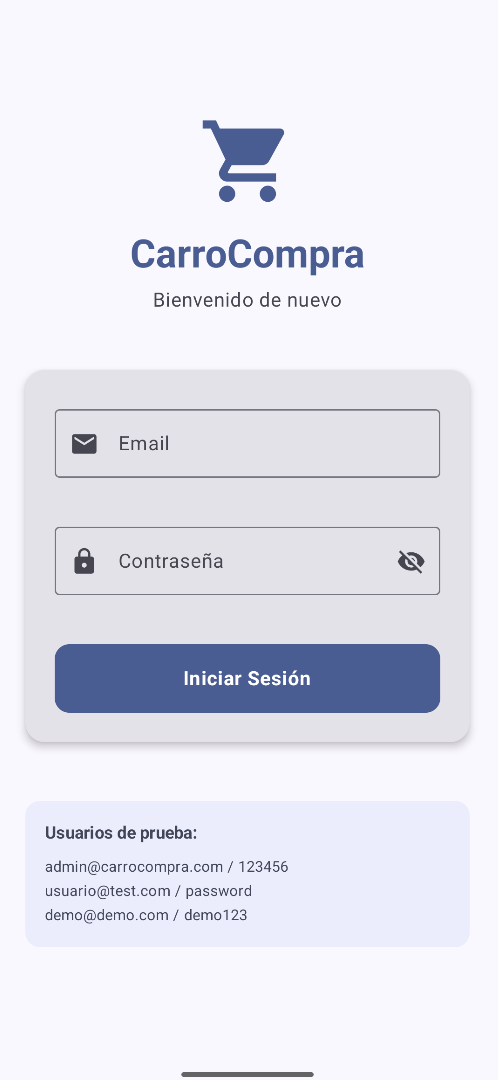 CarroCompra
Bienvenido de nuevo
Email
Contraseña
Iniciar Sesión
Usuarios de prueba:
admin@carrocompra.com / 123456
usuario@test.com / password
demo@demo.com / demo123